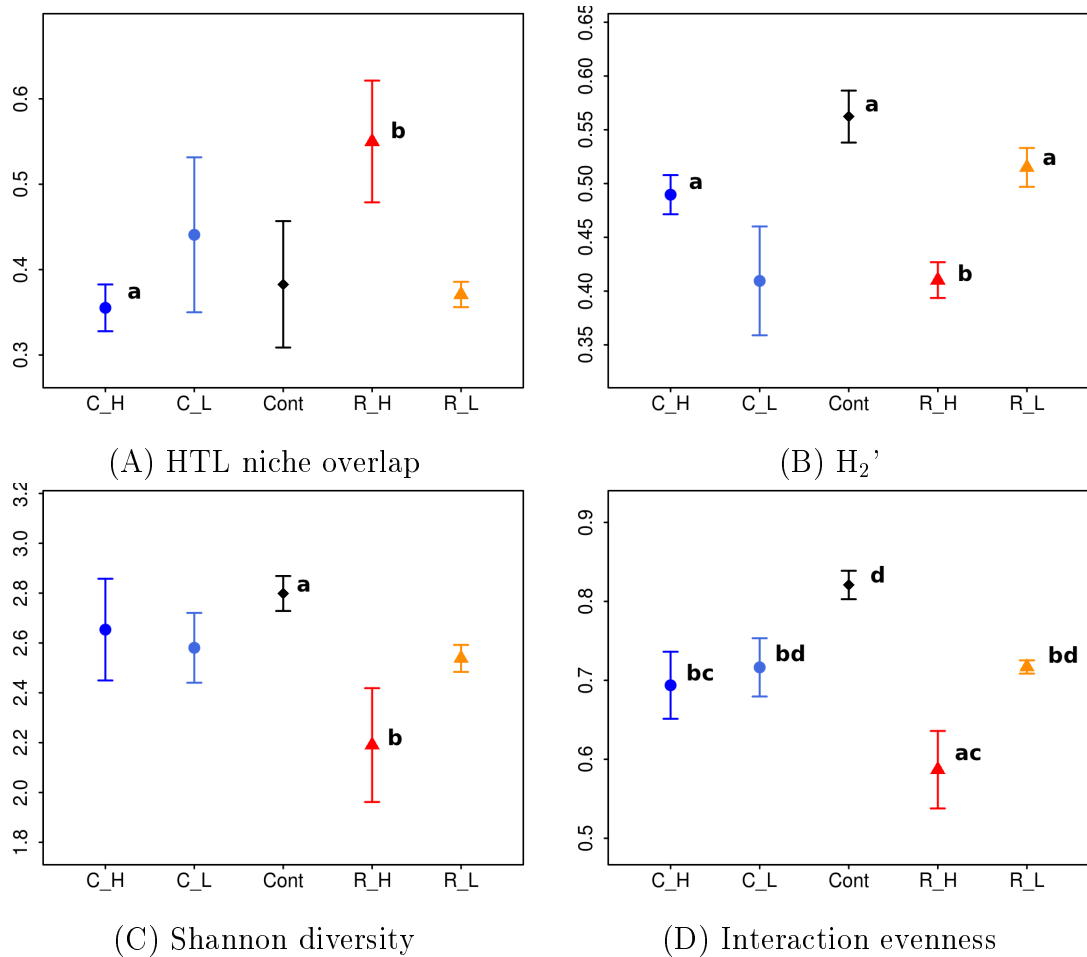 0.6
0.5
0.4
0.3
a
b
C_H C_L Cont R_H R_L
(A) HTL niche overlap
0.65
0.60
0.55
0.50
0.45
0.40
0.35
a
a
b
a
C_H C_L Cont R_H R_L
(B) H₂’
3.2
3.0
2.8
2.6
2.4
2.2
2.0
1.8
a
b
C_H C_L Cont R_H R_L
(C) Shannon diversity
0.9
0.8
0.7
0.6
0.5
bc
bd
d
ac
bd
C_H C_L Cont R_H R_L
(D) Interaction evenness